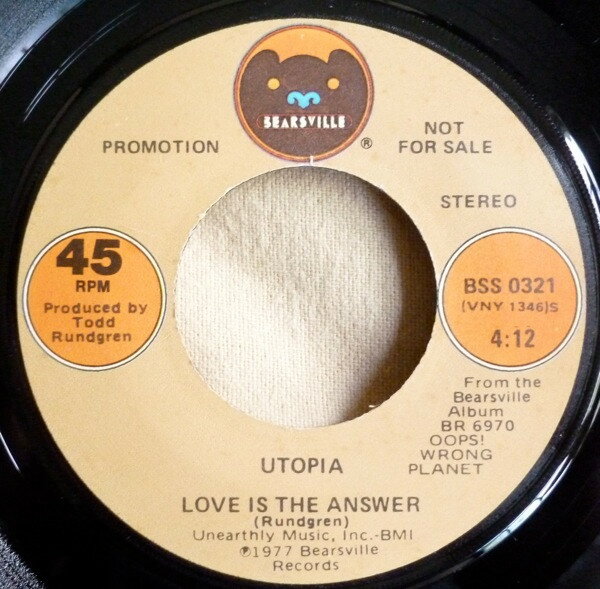 BEARSVILLE
®
PROMOTION
NOT
FOR SALE
STEREO
45
RPM
Produced by
Todd
Rundgren
BSS 0321
(VNY 1346)S
4:12
From the
Bearsville
Album
BR 6970
OOPS!
WRONG
PLANET
UTOPIA
LOVE IS THE ANSWER
(Rundgren)
Unearthly Music, Inc.-BMI
℗1977 Bearsville
Records